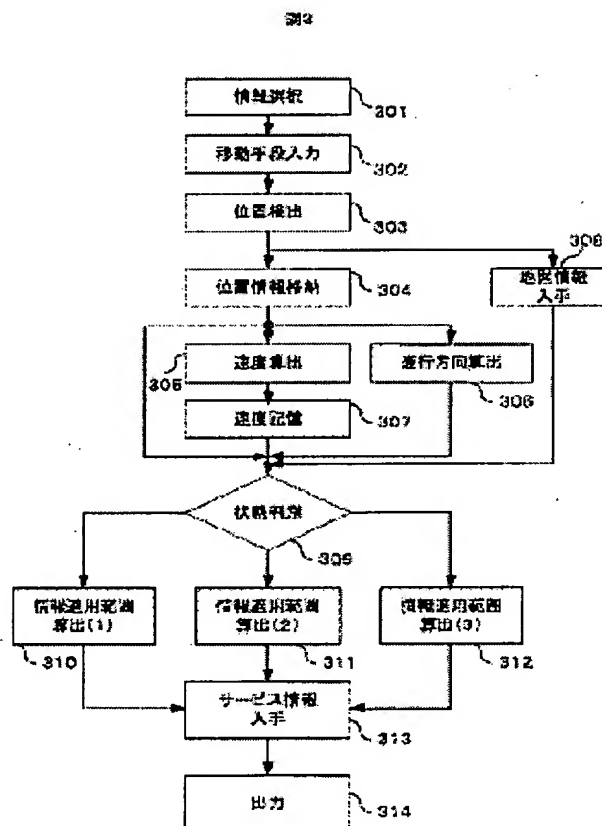 図3
情報選択
301
移動手段入力
302
位置検出
303
308
位置情報格納
304
地図情報
入手
速度算出
305
進行方向算出
306
速度記憶
307
状態判別
309
情報適用範囲
算出(1)
310
情報適用範囲
算出(2)
311
情報適用範囲
算出(3)
312
サービス情報
入手
313
出力
314